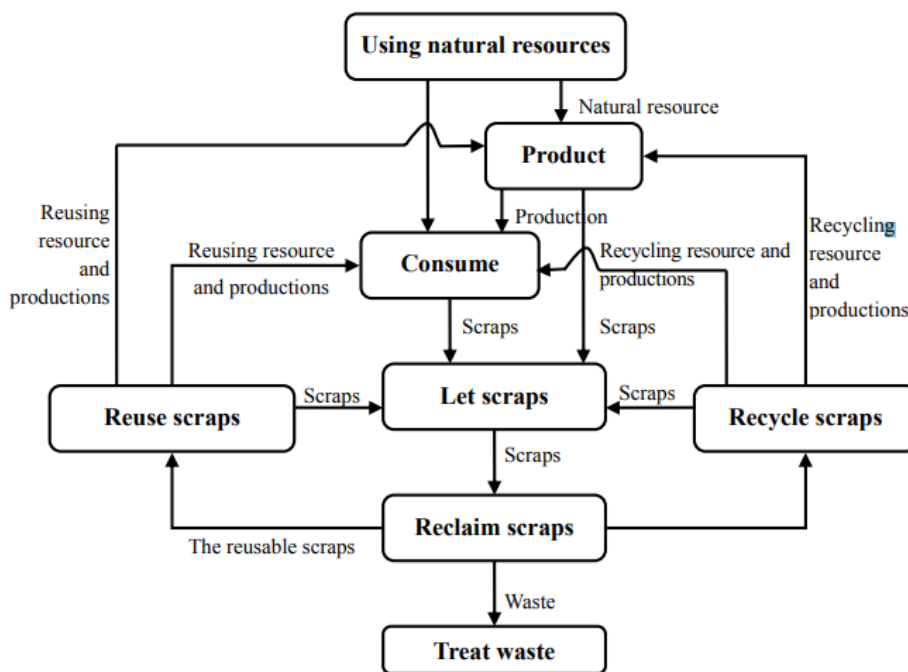 Using natural resources
Natural resource
Product
Production
Reusing
resource
and
productions
Reusing resource
and productions
Consume
Recycling resource and
productions
Recycling
resource
and
productions
Scraps
Scraps
Reuse scraps
Scraps
Let scraps
Scraps
Recycle scraps
Scraps
Reclaim scraps
The reusable scraps
Waste
Treat waste